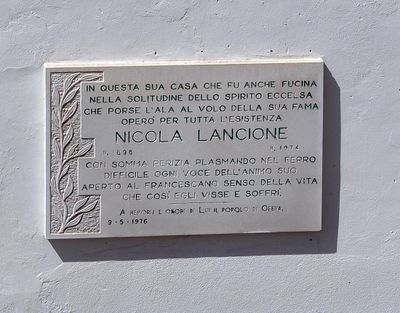 IN QUESTA SUA CASA CHE FU ANCHE FUCINA
NELLA SOLITUDINE DELLO SPIRITO ECCELSA
CHE PORSE L'ALA AL VOLO DELLA SUA FAMA
OPERÒ PER TUTTA L'ESISTENZA
NICOLA LANCIONE
N. 1898 M. 1974
CON SOMMA PERIZIA PLASMANDO NEL FERRO
DIFFICILE OGNI VOCE DELL'ANIMO SUO
APERTO AL FRANCESCANO SENSO DELLA VITA
CHE COSÌ EGLI VISSE E SOFFRÌ.
A MEMORIA E ONORE DI LUI IL POPOLO DI
9-5-1976